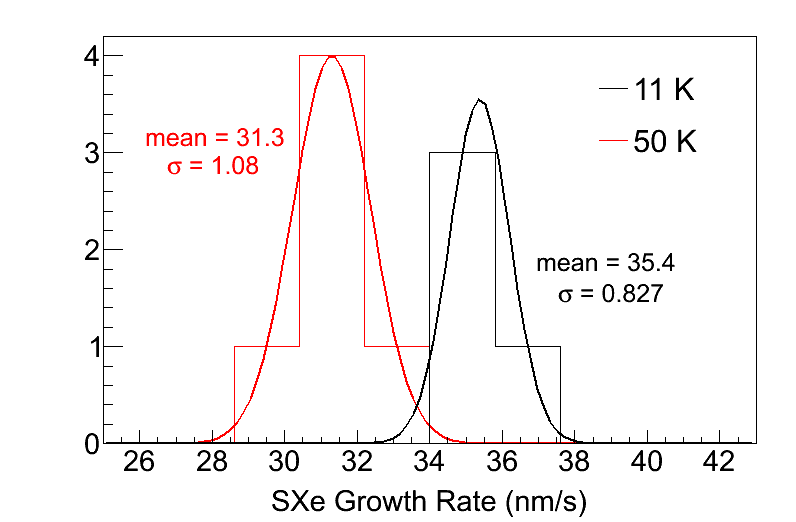 4
3
2
1
0
mean = 31.3
σ = 1.08
11 K
50 K
mean = 35.4
σ = 0.827
26 28 30 32 34 36 38 40 42
SXe Growth Rate (nm/s)